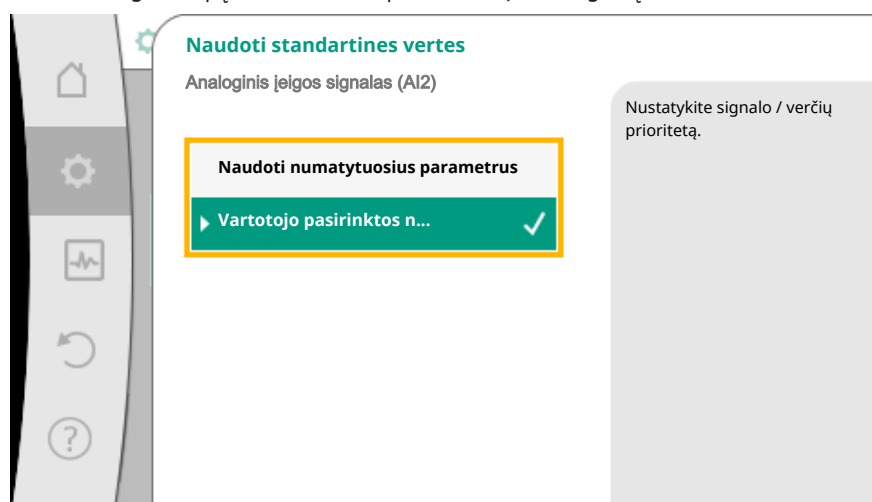 Naudoti standartines vertes
Analoginis įeigos signalas (AI2)
Nustatykite signalo / verčių
prioritetą.
Naudoti numatytuosius parametrus
Vartotojo pasirinktos n...
?